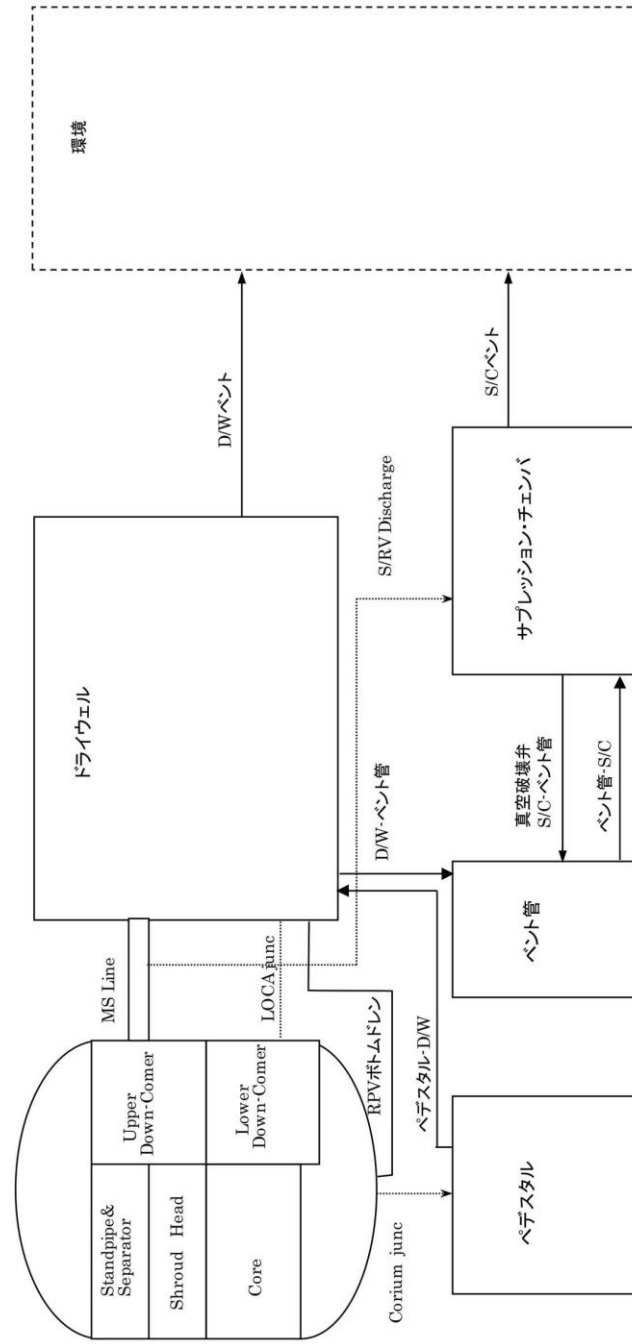 Standpipe&
Separator
Shroud Head
Core
Upper
Down-Comer
Lower
Down-Comer
MS Line
LOCA junc
RPVボトムドレン
Corium junc
ペデスタル-D/W
ペデスタル
ドライウェル
D/W-ベント管
ベント管
真空破壊弁
S/C-ベント管
ベント管-S/C
S/RV Discharge
サプレッション・チェンバ
D/Wベント
S/Cベント
環境